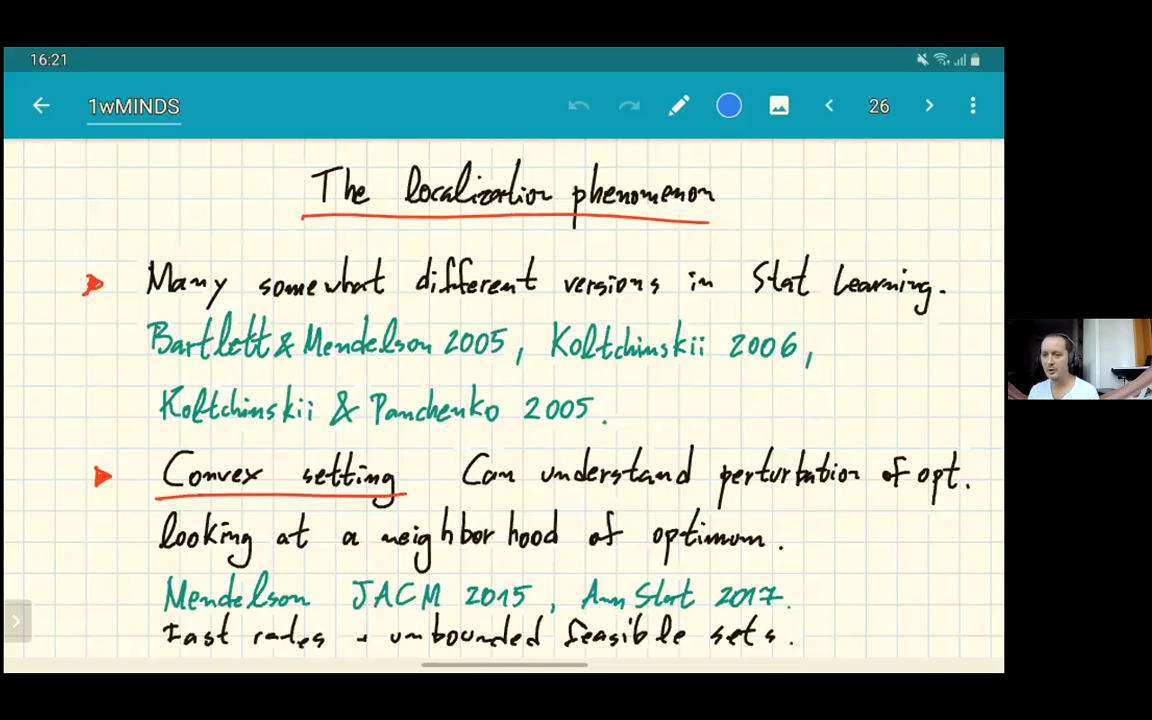 16:21
1wMINDS
26
The localization phenomenon
Many somewhat different versions in Stat Learning.
Bartlett & Mendelson 2005, Koltchinskii 2006,
Koltchinskii & Panchenko 2005.
Convex setting Can understand perturbation of opt.
looking at a neighborhood of optimum.
Mendelson JACM 2015, Ann Stat 2017.
Fast rates + unbounded feasible sets.